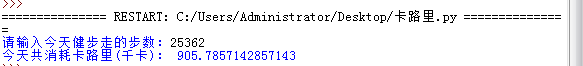 >>>
=============== RESTART: C:/Users/Administrator/Desktop/卡路里.py ==============
=
请输入今天健步走的步数：25362
今天共消耗卡路里(千卡)： 905.7857142857143
>>>